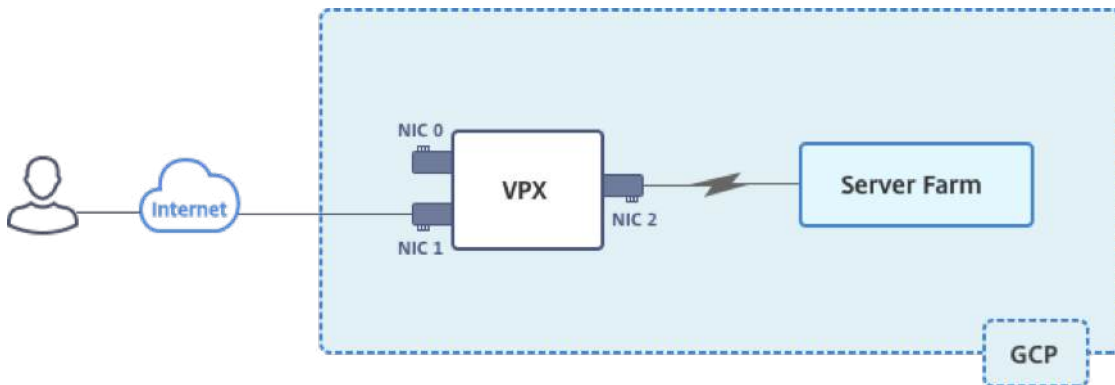 NIC 0
Internet
VPX
Server Farm
NIC 1
NIC 2
GCP